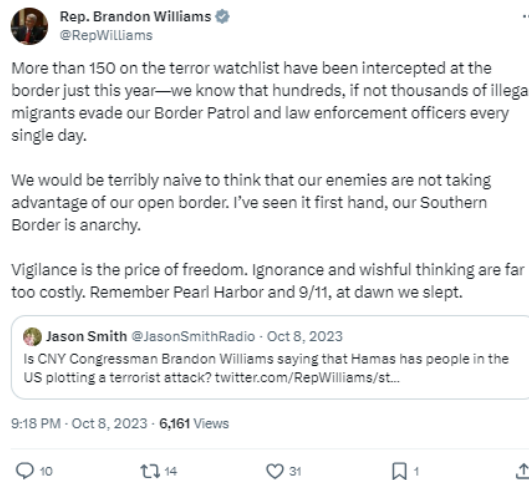 Rep. Brandon Williams
@RepWilliams
More than 150 on the terror watchlist have been intercepted at the
border just this year—we know that hundreds, if not thousands of illega
migrants evade our Border Patrol and law enforcement officers every
single day.
We would be terribly naive to think that our enemies are not taking
advantage of our open border. I've seen it first hand, our Southern
Border is anarchy.
Vigilance is the price of freedom. Ignorance and wishful thinking are far
too costly. Remember Pearl Harbor and 9/11, at dawn we slept.
Jason Smith @JasonSmithRadio · Oct 8, 2023
Is CNY Congressman Brandon Williams saying that Hamas has people in the
US plotting a terrorist attack? twitter.com/RepWilliams/st...
9:18 PM · Oct 8, 2023 · 6,161 Views
10 14 31 1